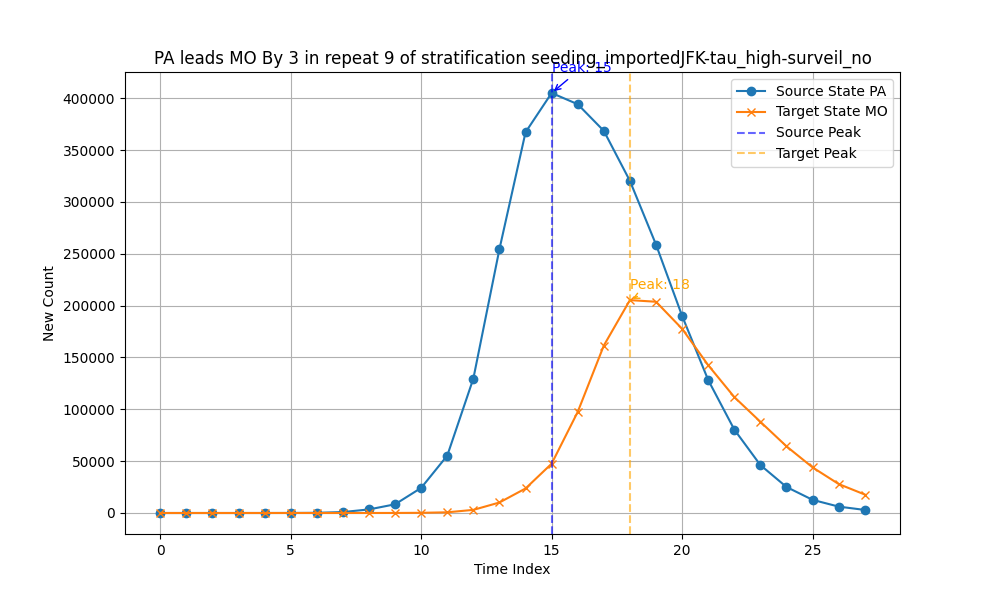 PA leads MO By 3 in repeat 9 of stratification seeding_importedJFK-tau_high-surveil_no
Peak: 15
Source State PA
Target State MO
Source Peak
Target Peak
Peak: 18
New Count
400000
350000
300000
250000
200000
150000
100000
50000
0
0 5 10 15 20 25
Time Index